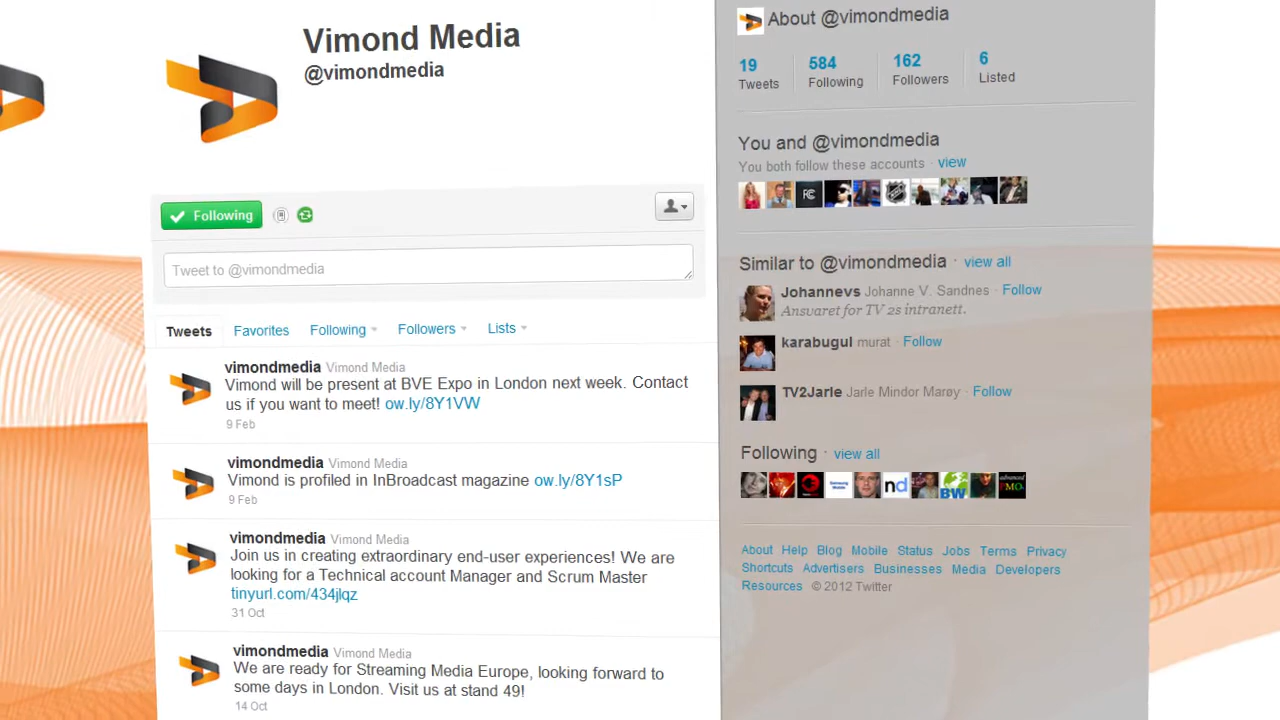 Vimond Media
@vimondmedia
Following
Tweet to @vimondmedia
Tweets Favorites Following Followers Lists
vimondmedia Vimond Media
Vimond will be present at BVE Expo in London next week. Contact
us if you want to meet! ow.ly/8Y1VW
9 Feb
vimondmedia Vimond Media
Vimond is profiled in InBroadcast magazine ow.ly/8Y1sP
9 Feb
vimondmedia Vimond Media
Join us in creating extraordinary end-user experiences! We are
looking for a Technical account Manager and Scrum Master
tinyurl.com/434jlqz
31 Oct
vimondmedia Vimond Media
We are ready for Streaming Media Europe, looking forward to
some days in London. Visit us at stand 49!
14 Oct
About @vimondmedia
19 584 162 6
Tweets Following Followers Listed
You and @vimondmedia
You both follow these accounts · view
Similar to @vimondmedia · view all
Johannevs Johanne V. Sandnes · Follow
Ansvaret for TV 2s intranett.
karabugul murat · Follow
TV2Jarle Jarle Mindor Marøy · Follow
Following · view all
nd
BW
About Help Blog Mobile Status Jobs Terms Privacy
Shortcuts Advertisers Businesses Media Developers
Resources © 2012 Twitter